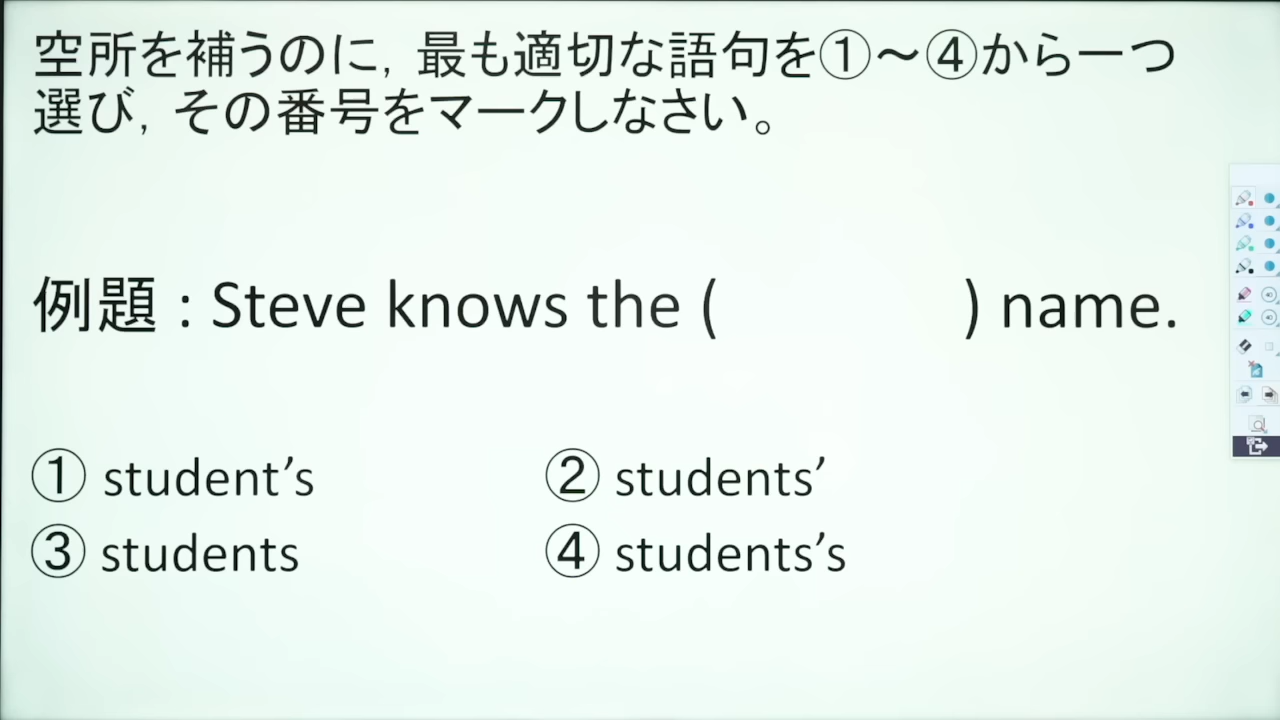 空所を補うのに，最も適切な語句を①～④から一つ
選び，その番号をマークしなさい。
例題 : Steve knows the (　　　　) name.
① student’s　　② students’
③ students　　④ students’s